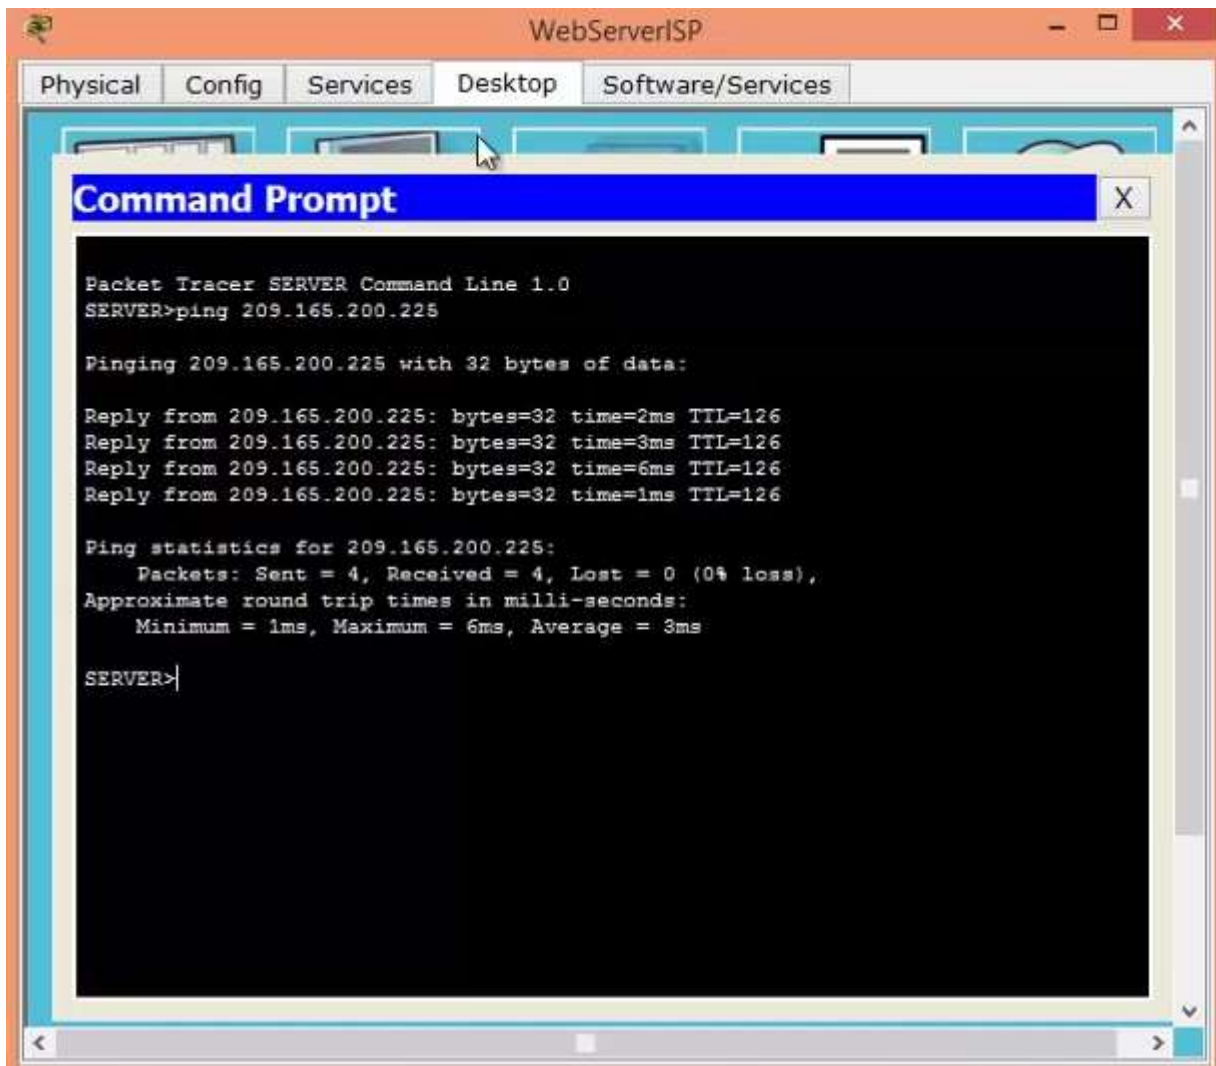 WebServerISP
Physical Config Services Desktop Software/Services
Command Prompt X
Packet Tracer SERVER Command Line 1.0
SERVER>ping 209.165.200.225
Pinging 209.165.200.225 with 32 bytes of data:
Reply from 209.165.200.225: bytes=32 time=2ms TTL=126
Reply from 209.165.200.225: bytes=32 time=3ms TTL=126
Reply from 209.165.200.225: bytes=32 time=6ms TTL=126
Reply from 209.165.200.225: bytes=32 time=1ms TTL=126
Ping statistics for 209.165.200.225:
Packets: Sent = 4, Received = 4, Lost = 0 (0% loss),
Approximate round trip times in milli-seconds:
Minimum = 1ms, Maximum = 6ms, Average = 3ms
SERVER>